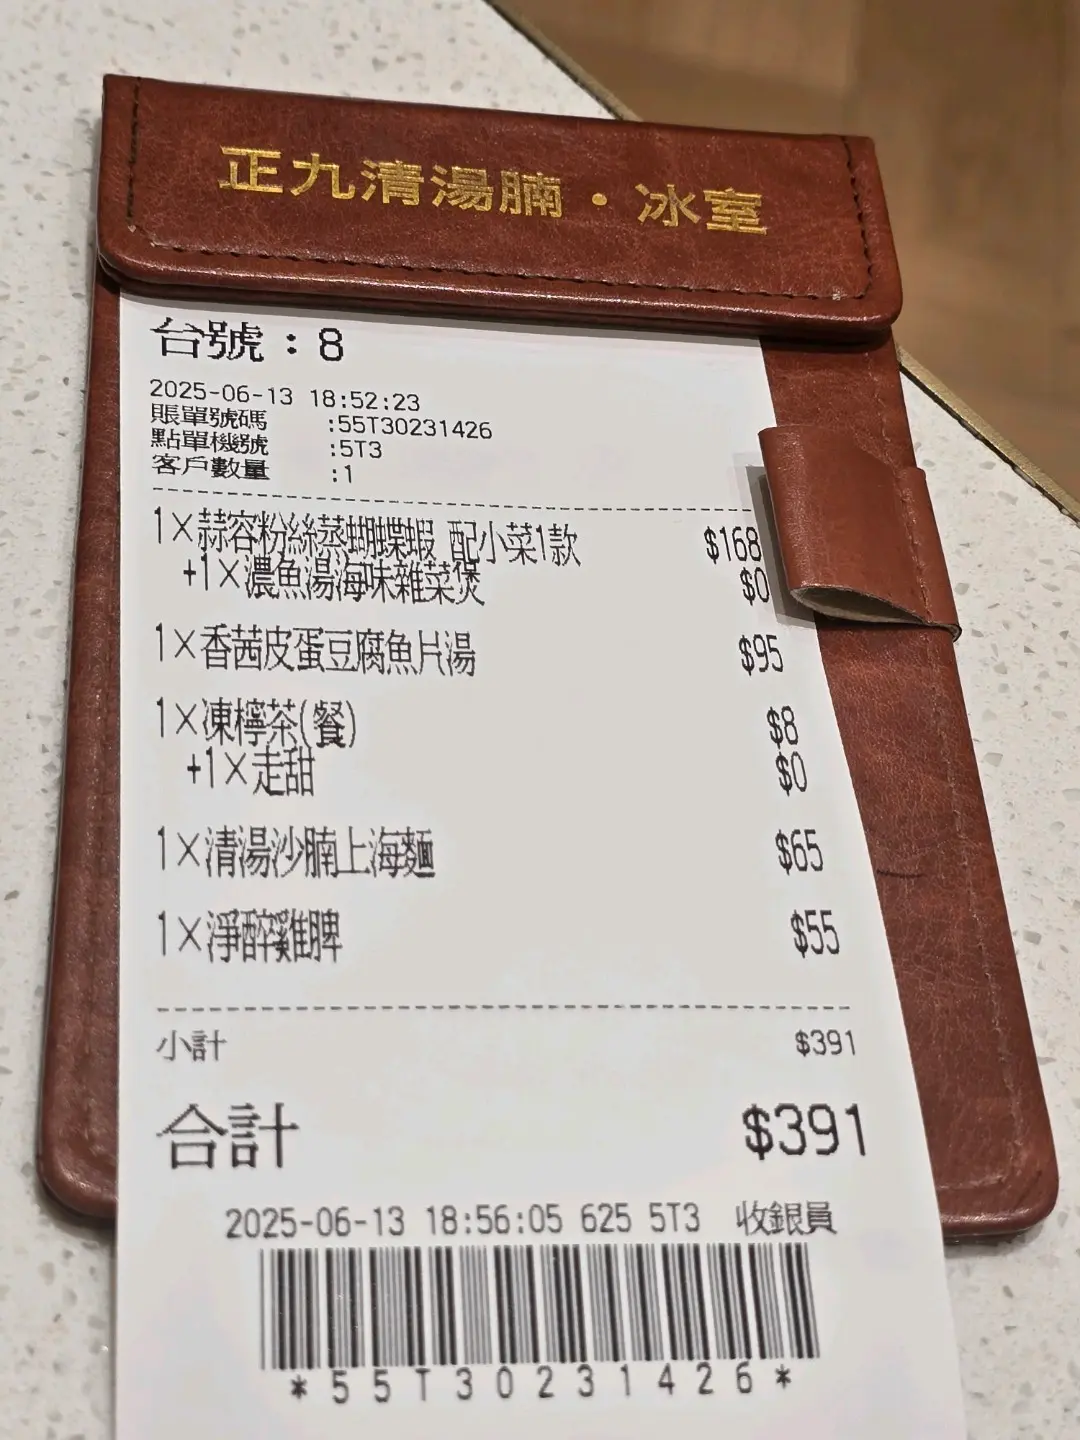 正九清湯腩・冰室
台號：8
2025-06-13 18:52:23
賬單號碼 :55T30231426
點單機號 :5T3
客戶數量 :1
1×蒜容粉絲蒸蝴蝶蝦 配小菜1款 $168
+1×濃魚湯海味雜菜煲 $0
1×香茜皮蛋豆腐魚片湯 $95
1×凍檸茶(餐) $8
+1×走甜 $0
1×清湯沙腩上海麵 $65
1×淨醉雞脾 $55
小計 $391
合計 $391
2025-06-13 18:56:05 625 5T3 收銀員
*55T30231426*